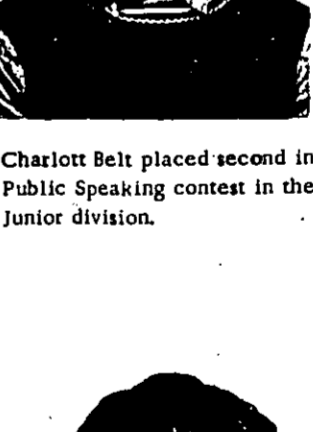 Charlott Belt placed second in
Public Speaking contest in the
Junior division.